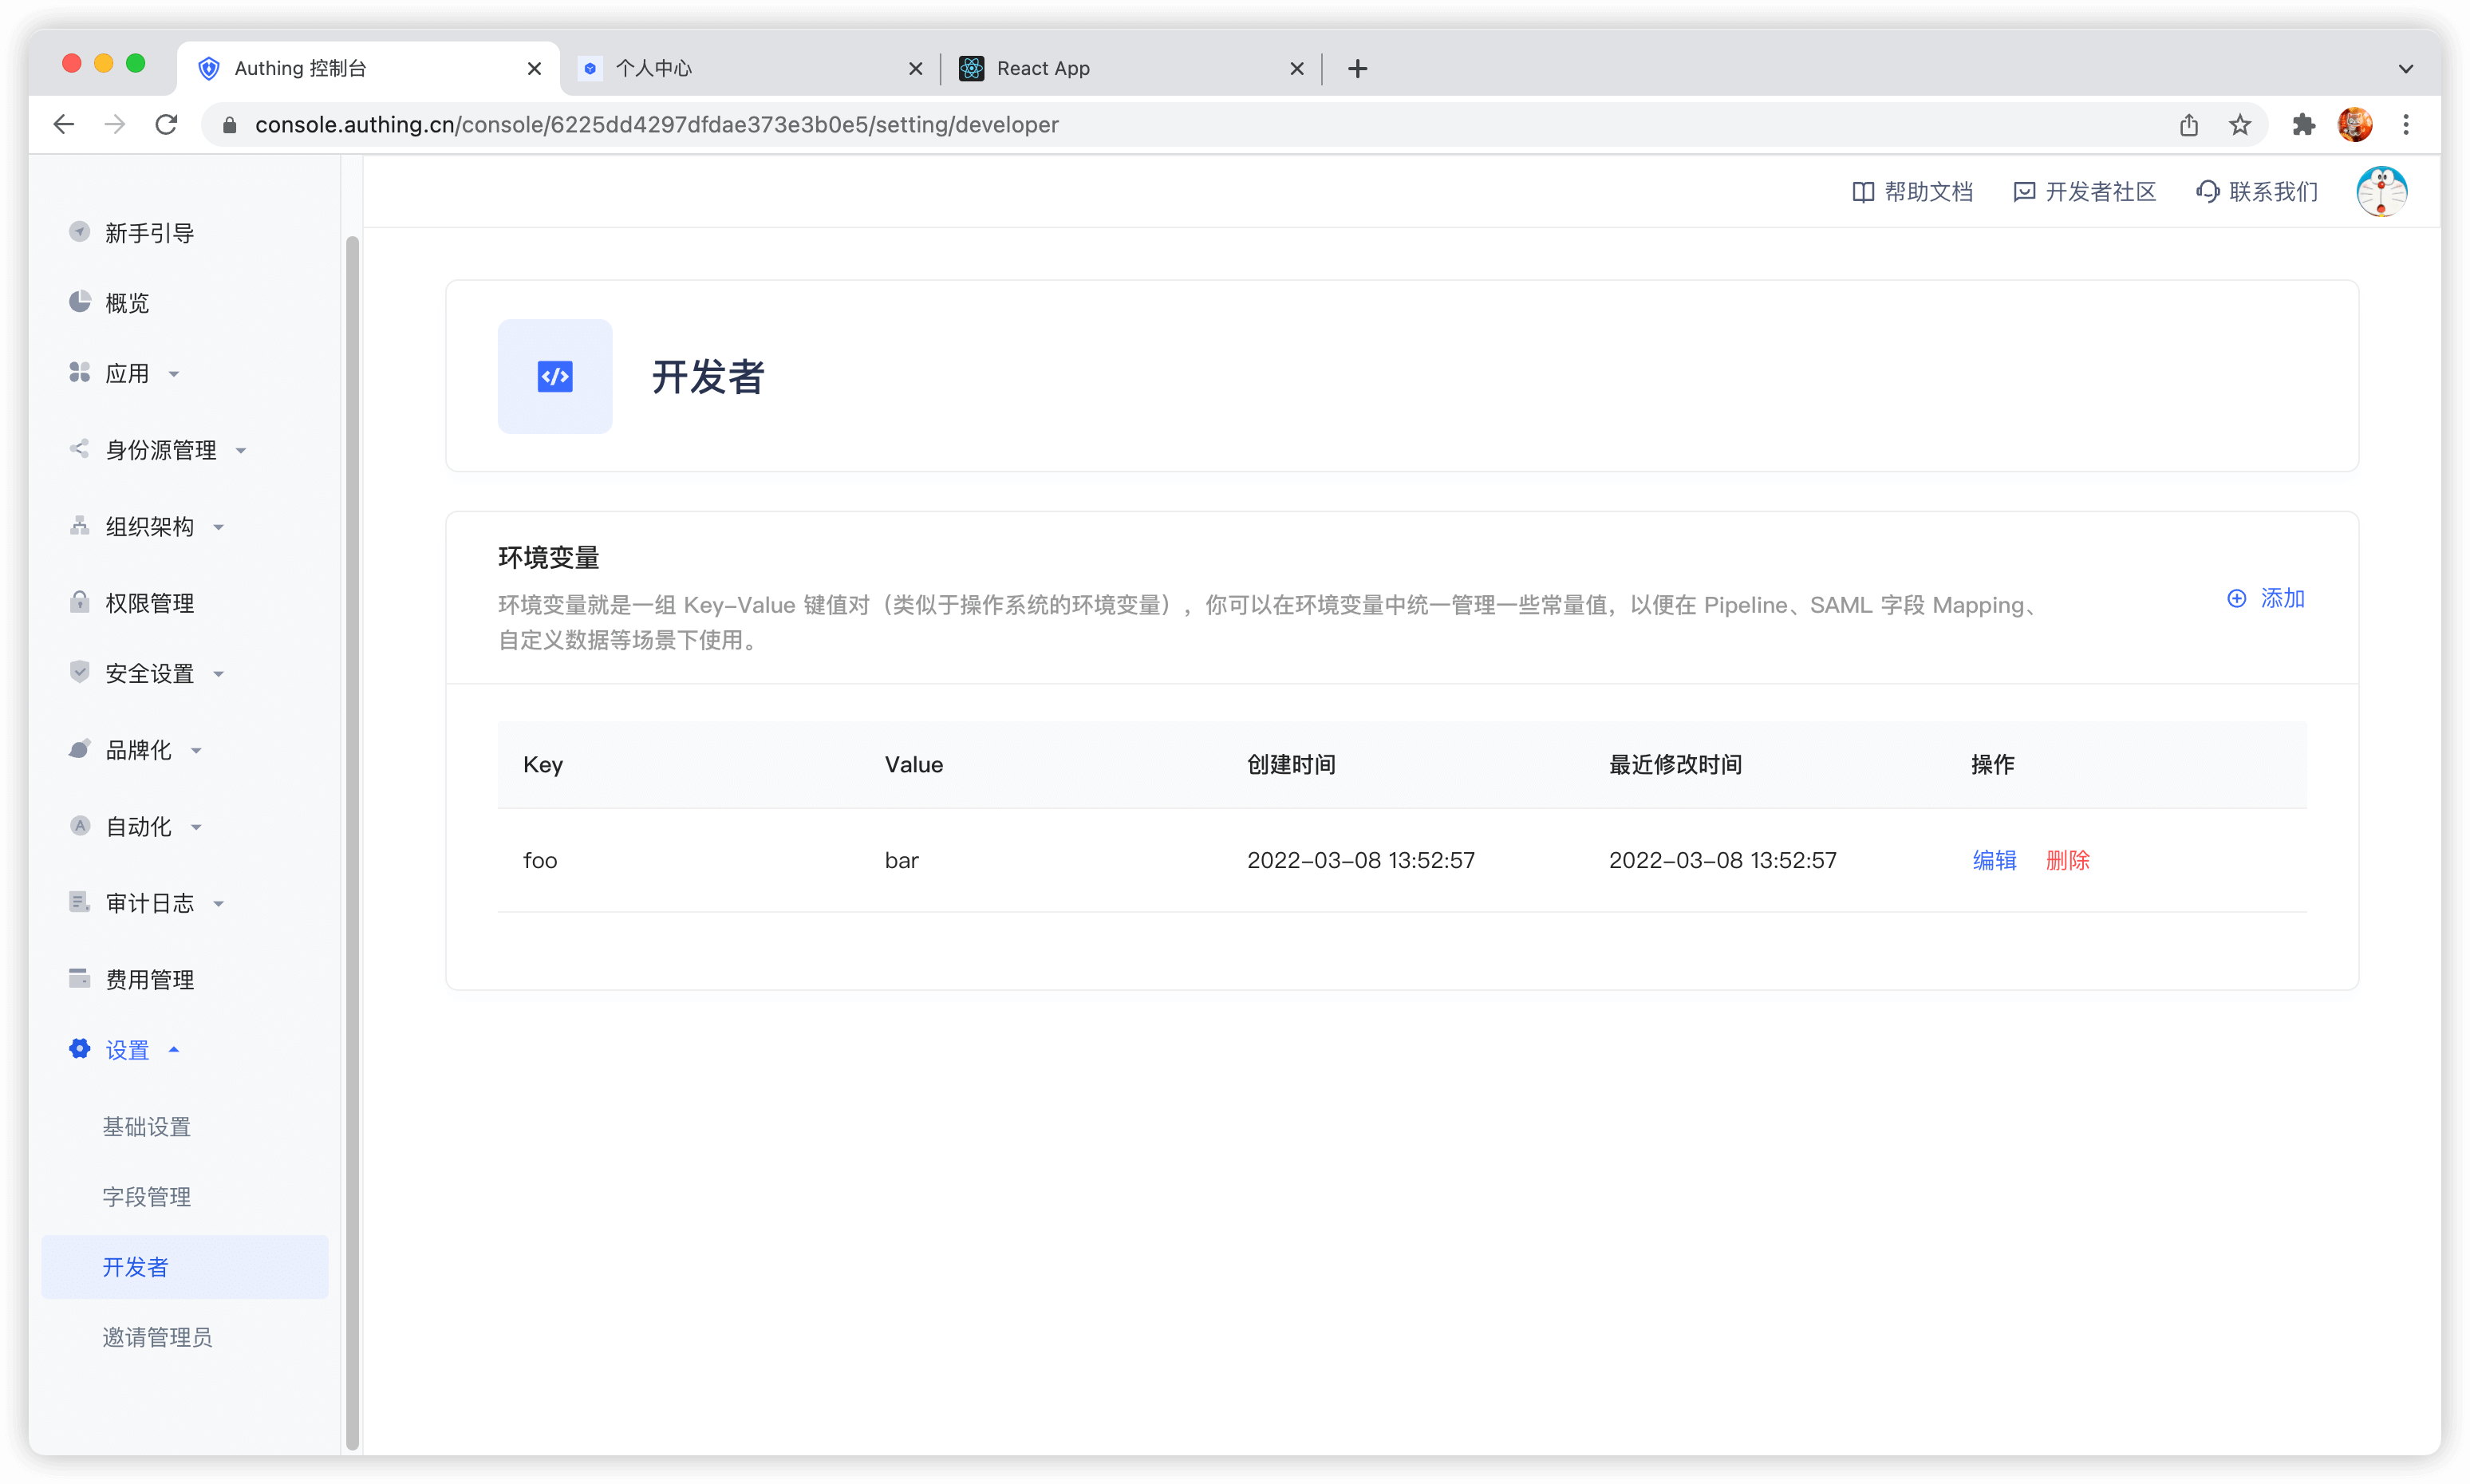 Authing 控制台
个人中心
React App
console.authing.cn/console/6225dd4297dfdae373e3b0e5/setting/developer
帮助文档
开发者社区
联系我们
新手引导
概览
应用
身份源管理
组织架构
权限管理
安全设置
品牌化
自动化
审计日志
费用管理
设置
基础设置
字段管理
开发者
邀请管理员
开发者
环境变量
环境变量就是一组 Key-Value 键值对（类似于操作系统的环境变量），你可以在环境变量中统一管理一些常量值，以便在 Pipeline、SAML 字段 Mapping、
自定义数据等场景下使用。
添加
Key Value 创建时间 最近修改时间 操作
foo bar 2022-03-08 13:52:57 2022-03-08 13:52:57 编辑 删除